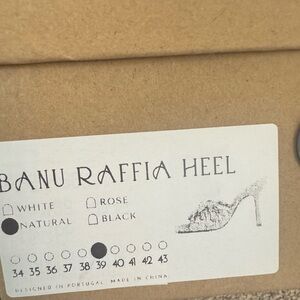 BANU RAFFIA HEEL
WHITE ROSE
NATURAL BLACK
34 35 36 37 38 39 40 41 42 43
DESIGNED IN PORTUGAL MADE IN CHINA